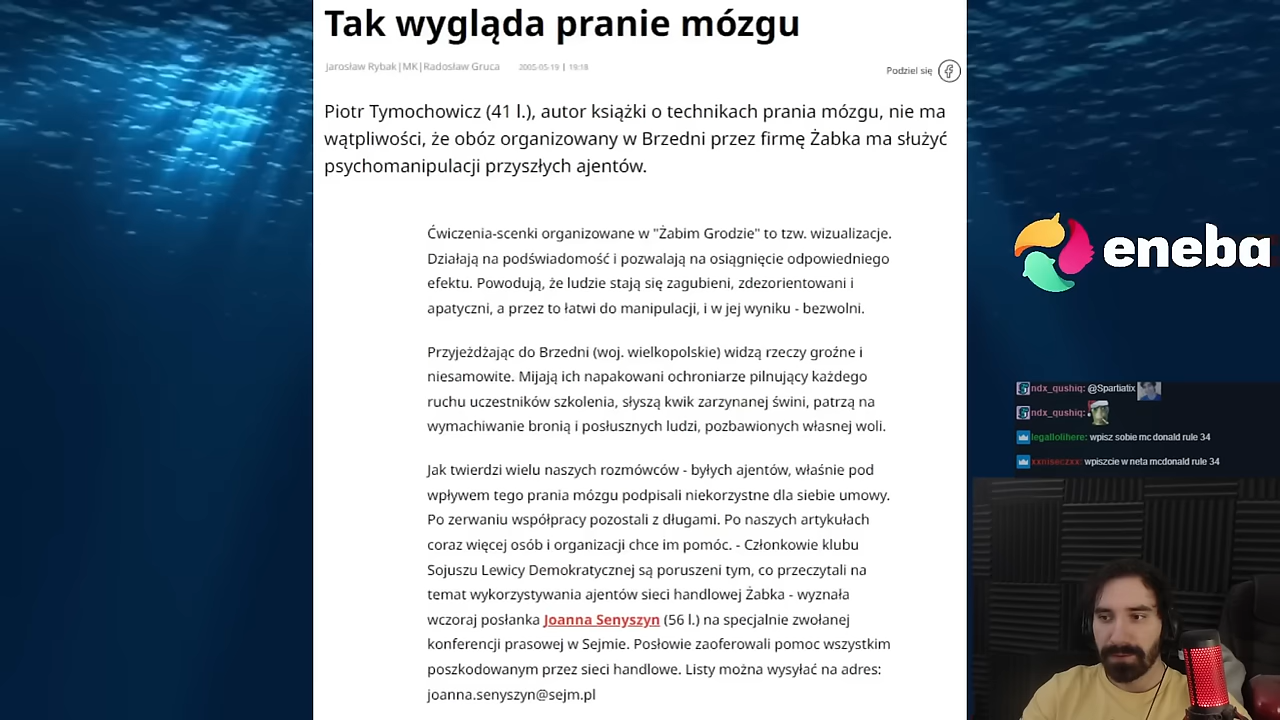 Tak wygląda pranie mózgu
Jarosław Rybak|MK|Radosław Gruca 2005-05-19 | 19:18
Podziel się
Piotr Tymochowicz (41 l.), autor książki o technikach prania mózgu, nie ma
wątpliwości, że obóz organizowany w Brzedni przez firmę Żabka ma służyć
psychomanipulacji przyszłych ajentów.
Ćwiczenia-scenki organizowane w "Żabim Grodzie" to tzw. wizualizacje.
Działają na podświadomość i pozwalają na osiągnięcie odpowiedniego
efektu. Powodują, że ludzie stają się zagubieni, zdezorientowani i
apatyczni, a przez to łatwi do manipulacji, i w jej wyniku - bezwolni.
Przyjeżdżając do Brzedni (woj. wielkopolskie) widzą rzeczy groźne i
niesamowite. Mijają ich napakowani ochroniarze pilnujący każdego
ruchu uczestników szkolenia, słyszą kwik zarzynanej świni, patrzą na
wymachiwanie bronią i posłusznych ludzi, pozbawionych własnej woli.
Jak twierdzi wielu naszych rozmówców - byłych ajentów, właśnie pod
wpływem tego prania mózgu podpisali niekorzystne dla siebie umowy.
Po zerwaniu współpracy pozostali z długami. Po naszych artykułach
coraz więcej osób i organizacji chce im pomóc. - Członkowie klubu
Sojuszu Lewicy Demokratycznej są poruszeni tym, co przeczytali na
temat wykorzystywania ajentów sieci handlowej Żabka - wyznała
wczoraj posłanka Joanna Senyszyn (56 l.) na specjalnie zwołanej
konferencji prasowej w Sejmie. Posłowie zaoferowali pomoc wszystkim
poszkodowanym przez sieci handlowe. Listy można wysyłać na adres:
joanna.senyszyn@sejm.pl
eneba
ndx_qushiq: @Spartiatix
ndx_qushiq:
legallolihere: wpisz sobie mc donald rule 34
xxniseczxx: wpiszcie w neta mcdonald rule 34